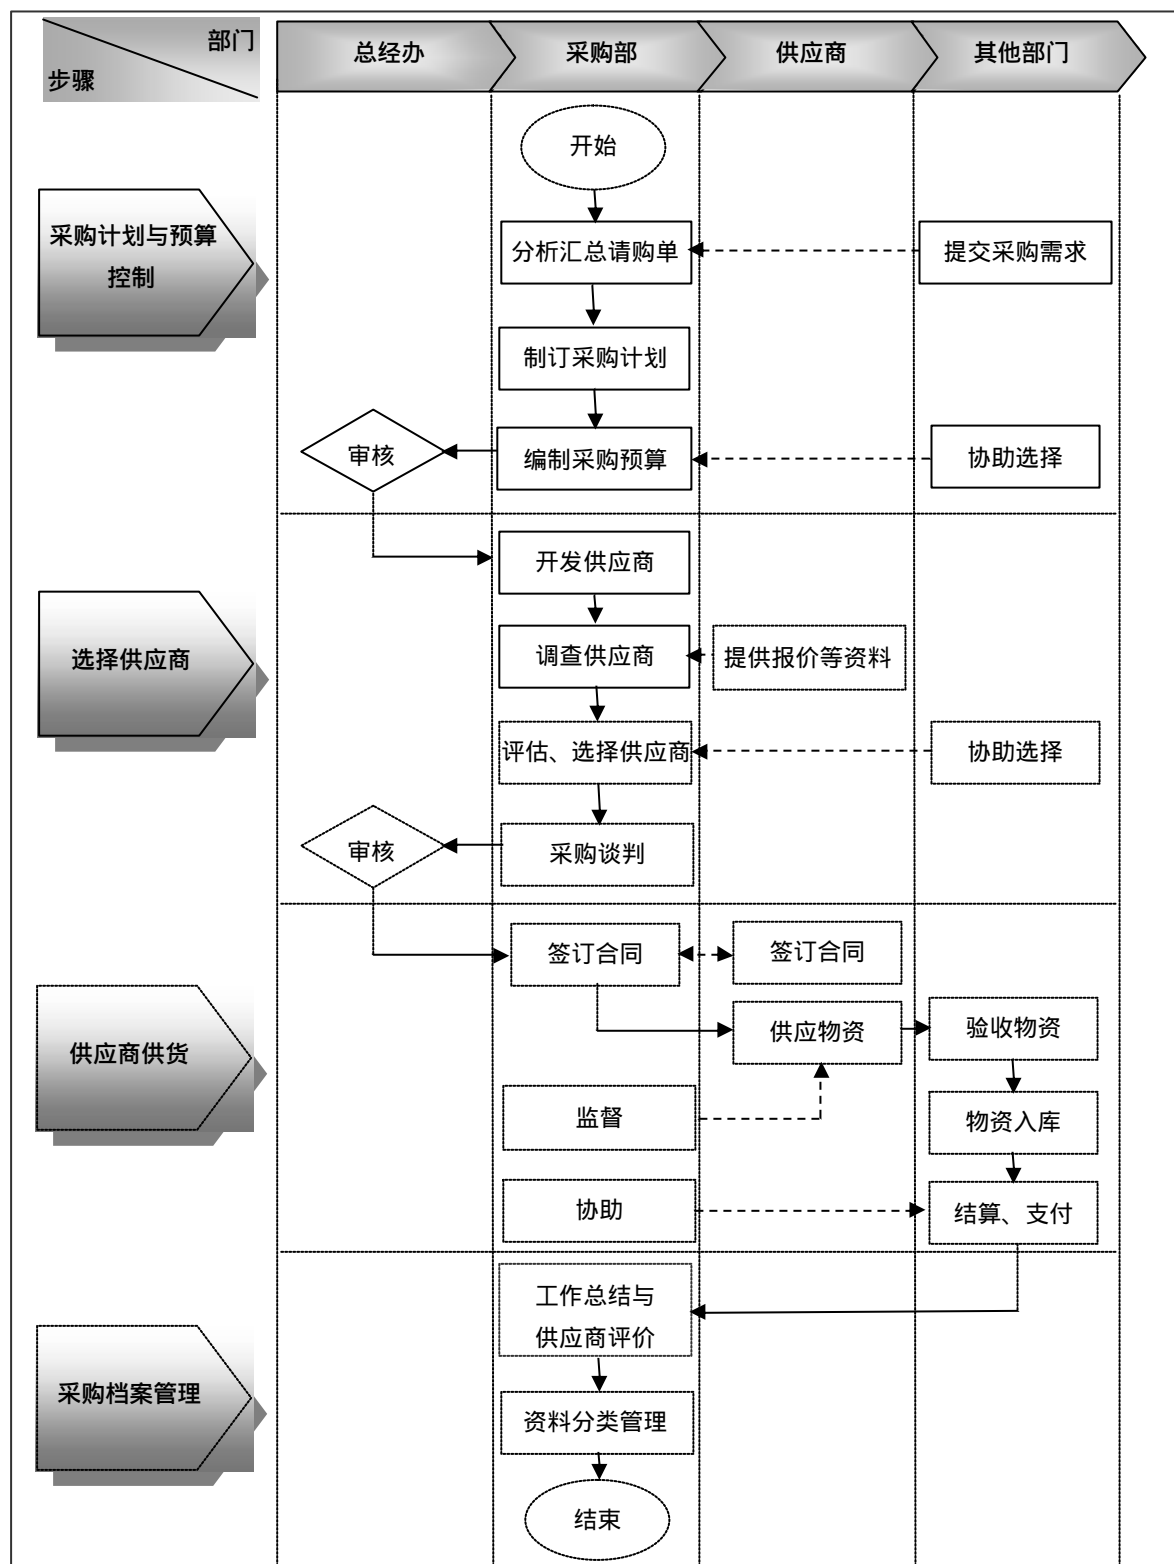 部门
步骤
总经办
采购部
供应商
其他部门
开始
采购计划与预算
控制
分析汇总请购单
提交采购需求
制订采购计划
审核
编制采购预算
协助选择
开发供应商
选择供应商
调查供应商
提供报价等资料
评估、选择供应商
协助选择
审核
采购谈判
签订合同
签订合同
供应商供货
供应物资
验收物资
监督
物资入库
协助
结算、支付
工作总结与
供应商评价
采购档案管理
资料分类管理
结束